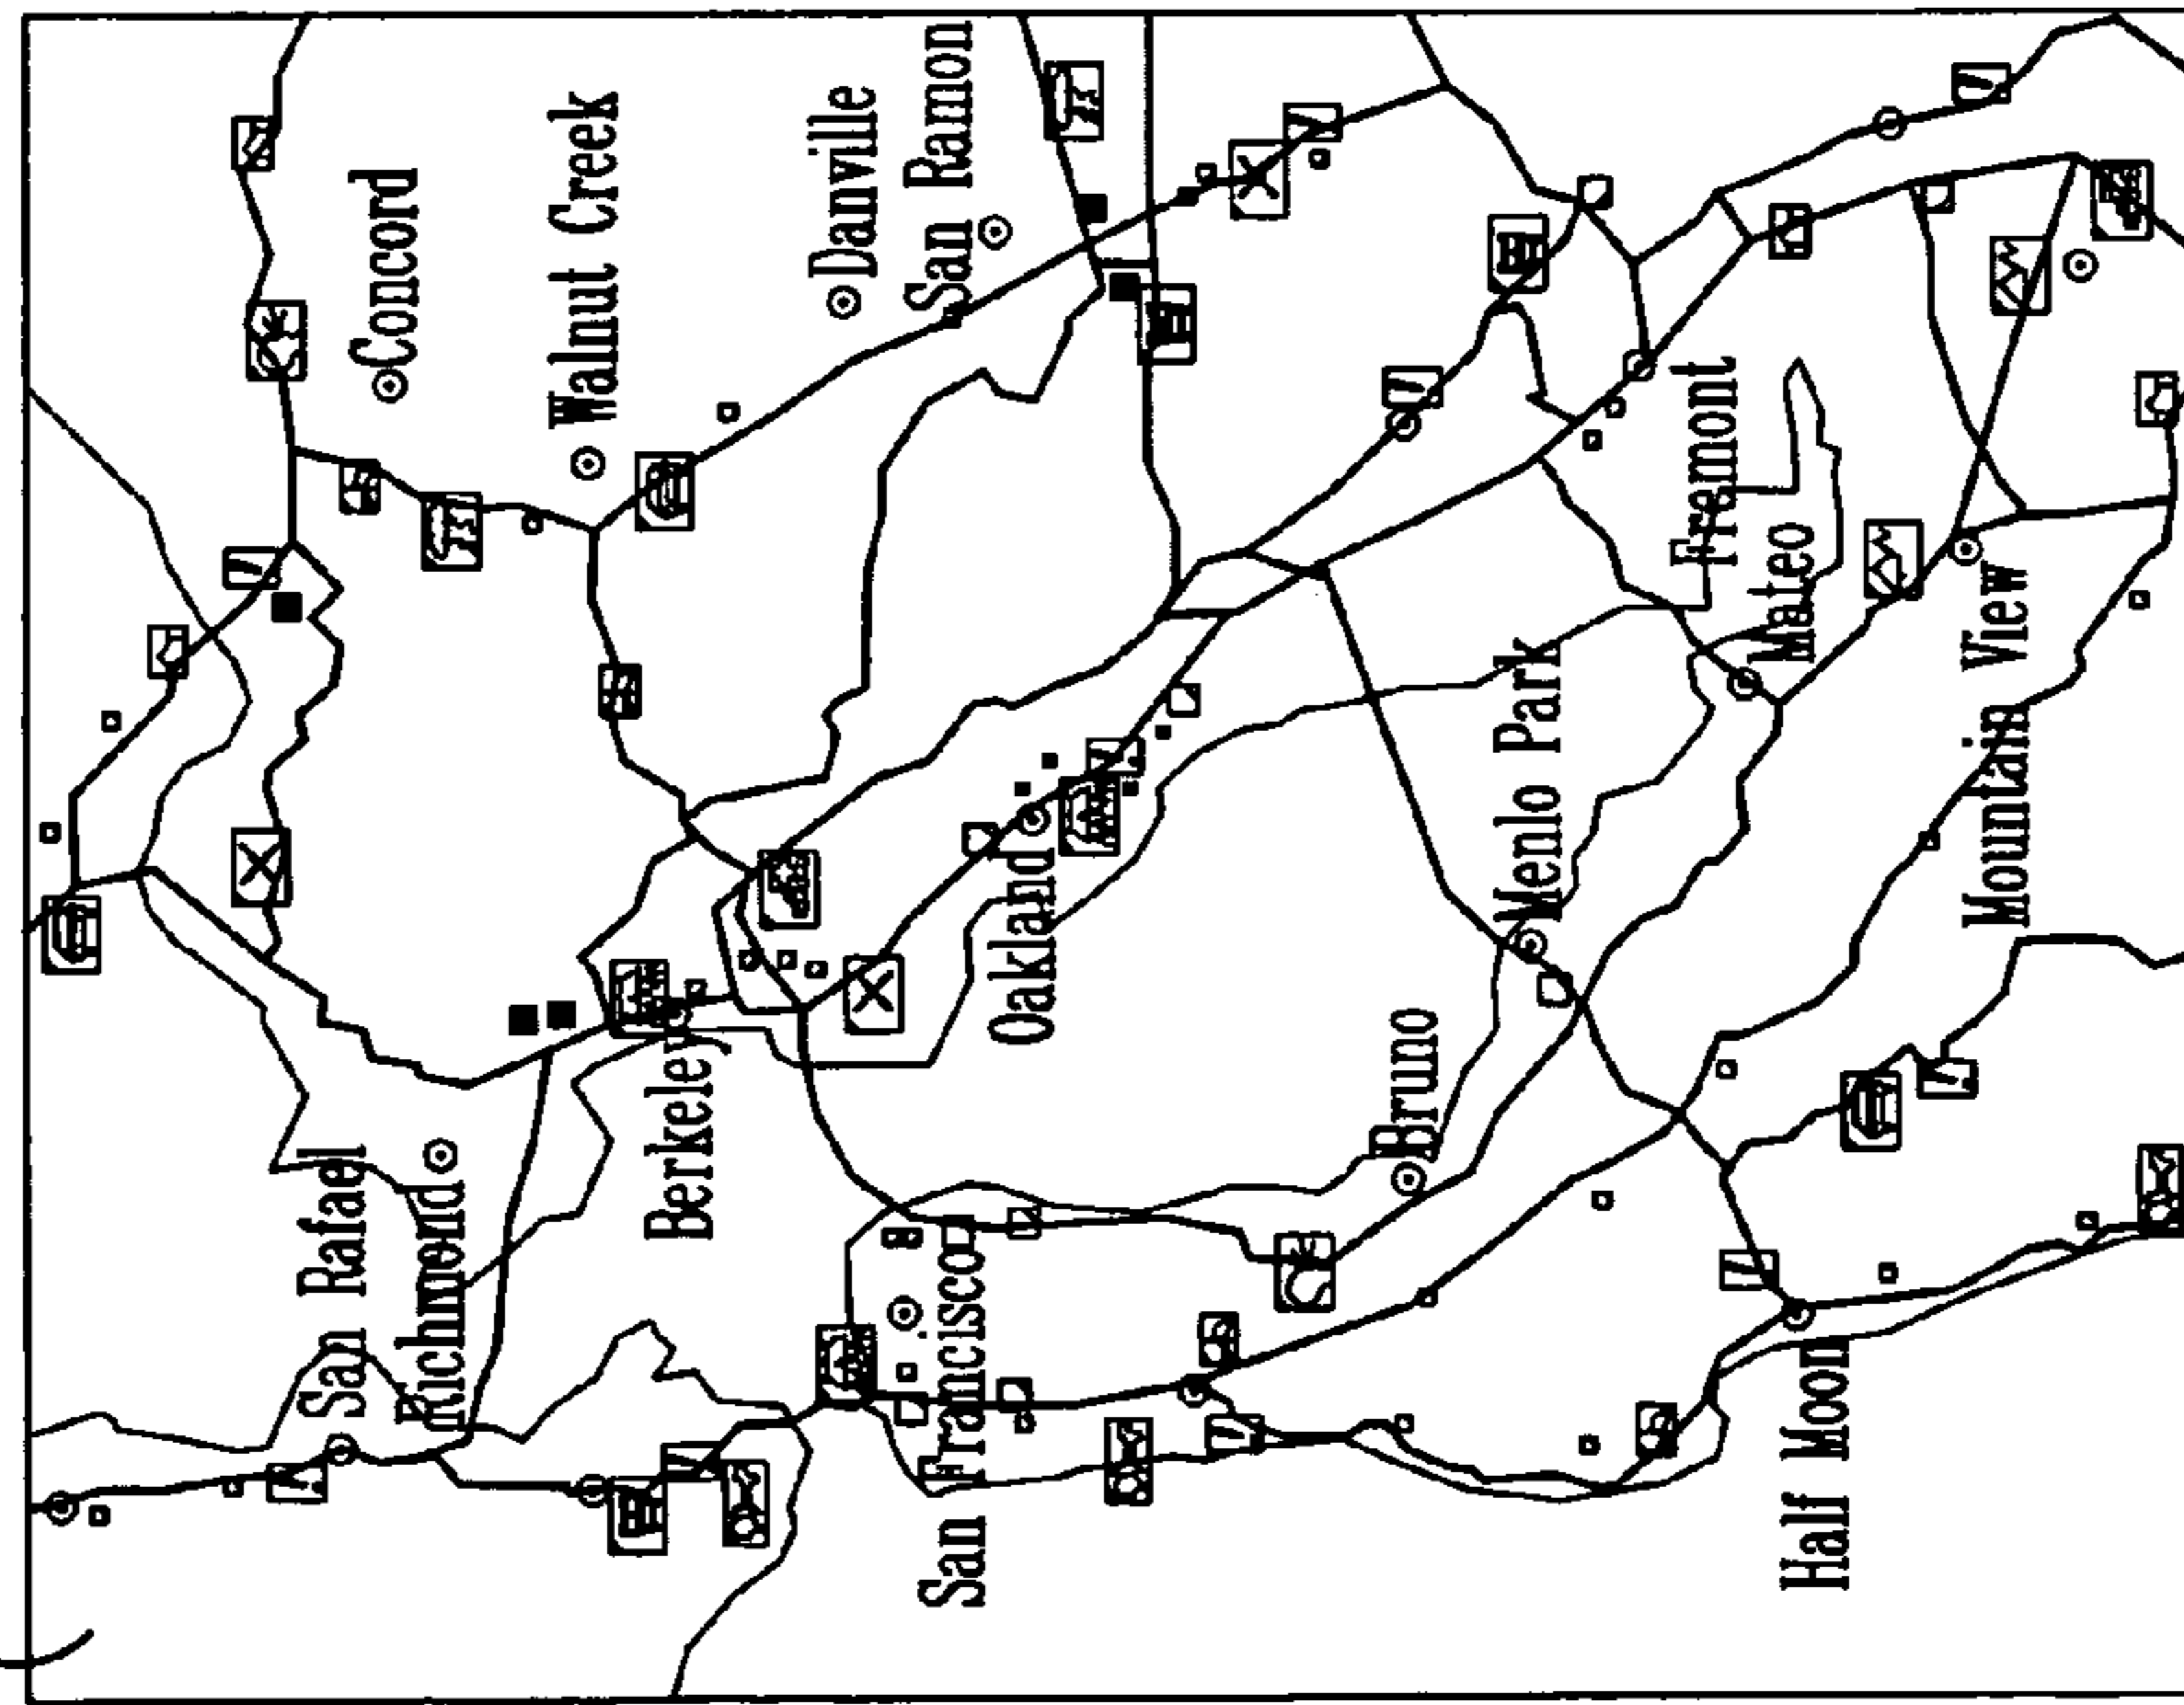 Concord
Walnut Creek
Danville
San Ramon
San Rafael
Richmond
Berkeley
Oakland
San Francisco
Bruno
Menlo Park
Framont
Mateo
Mountain View
Half Moon